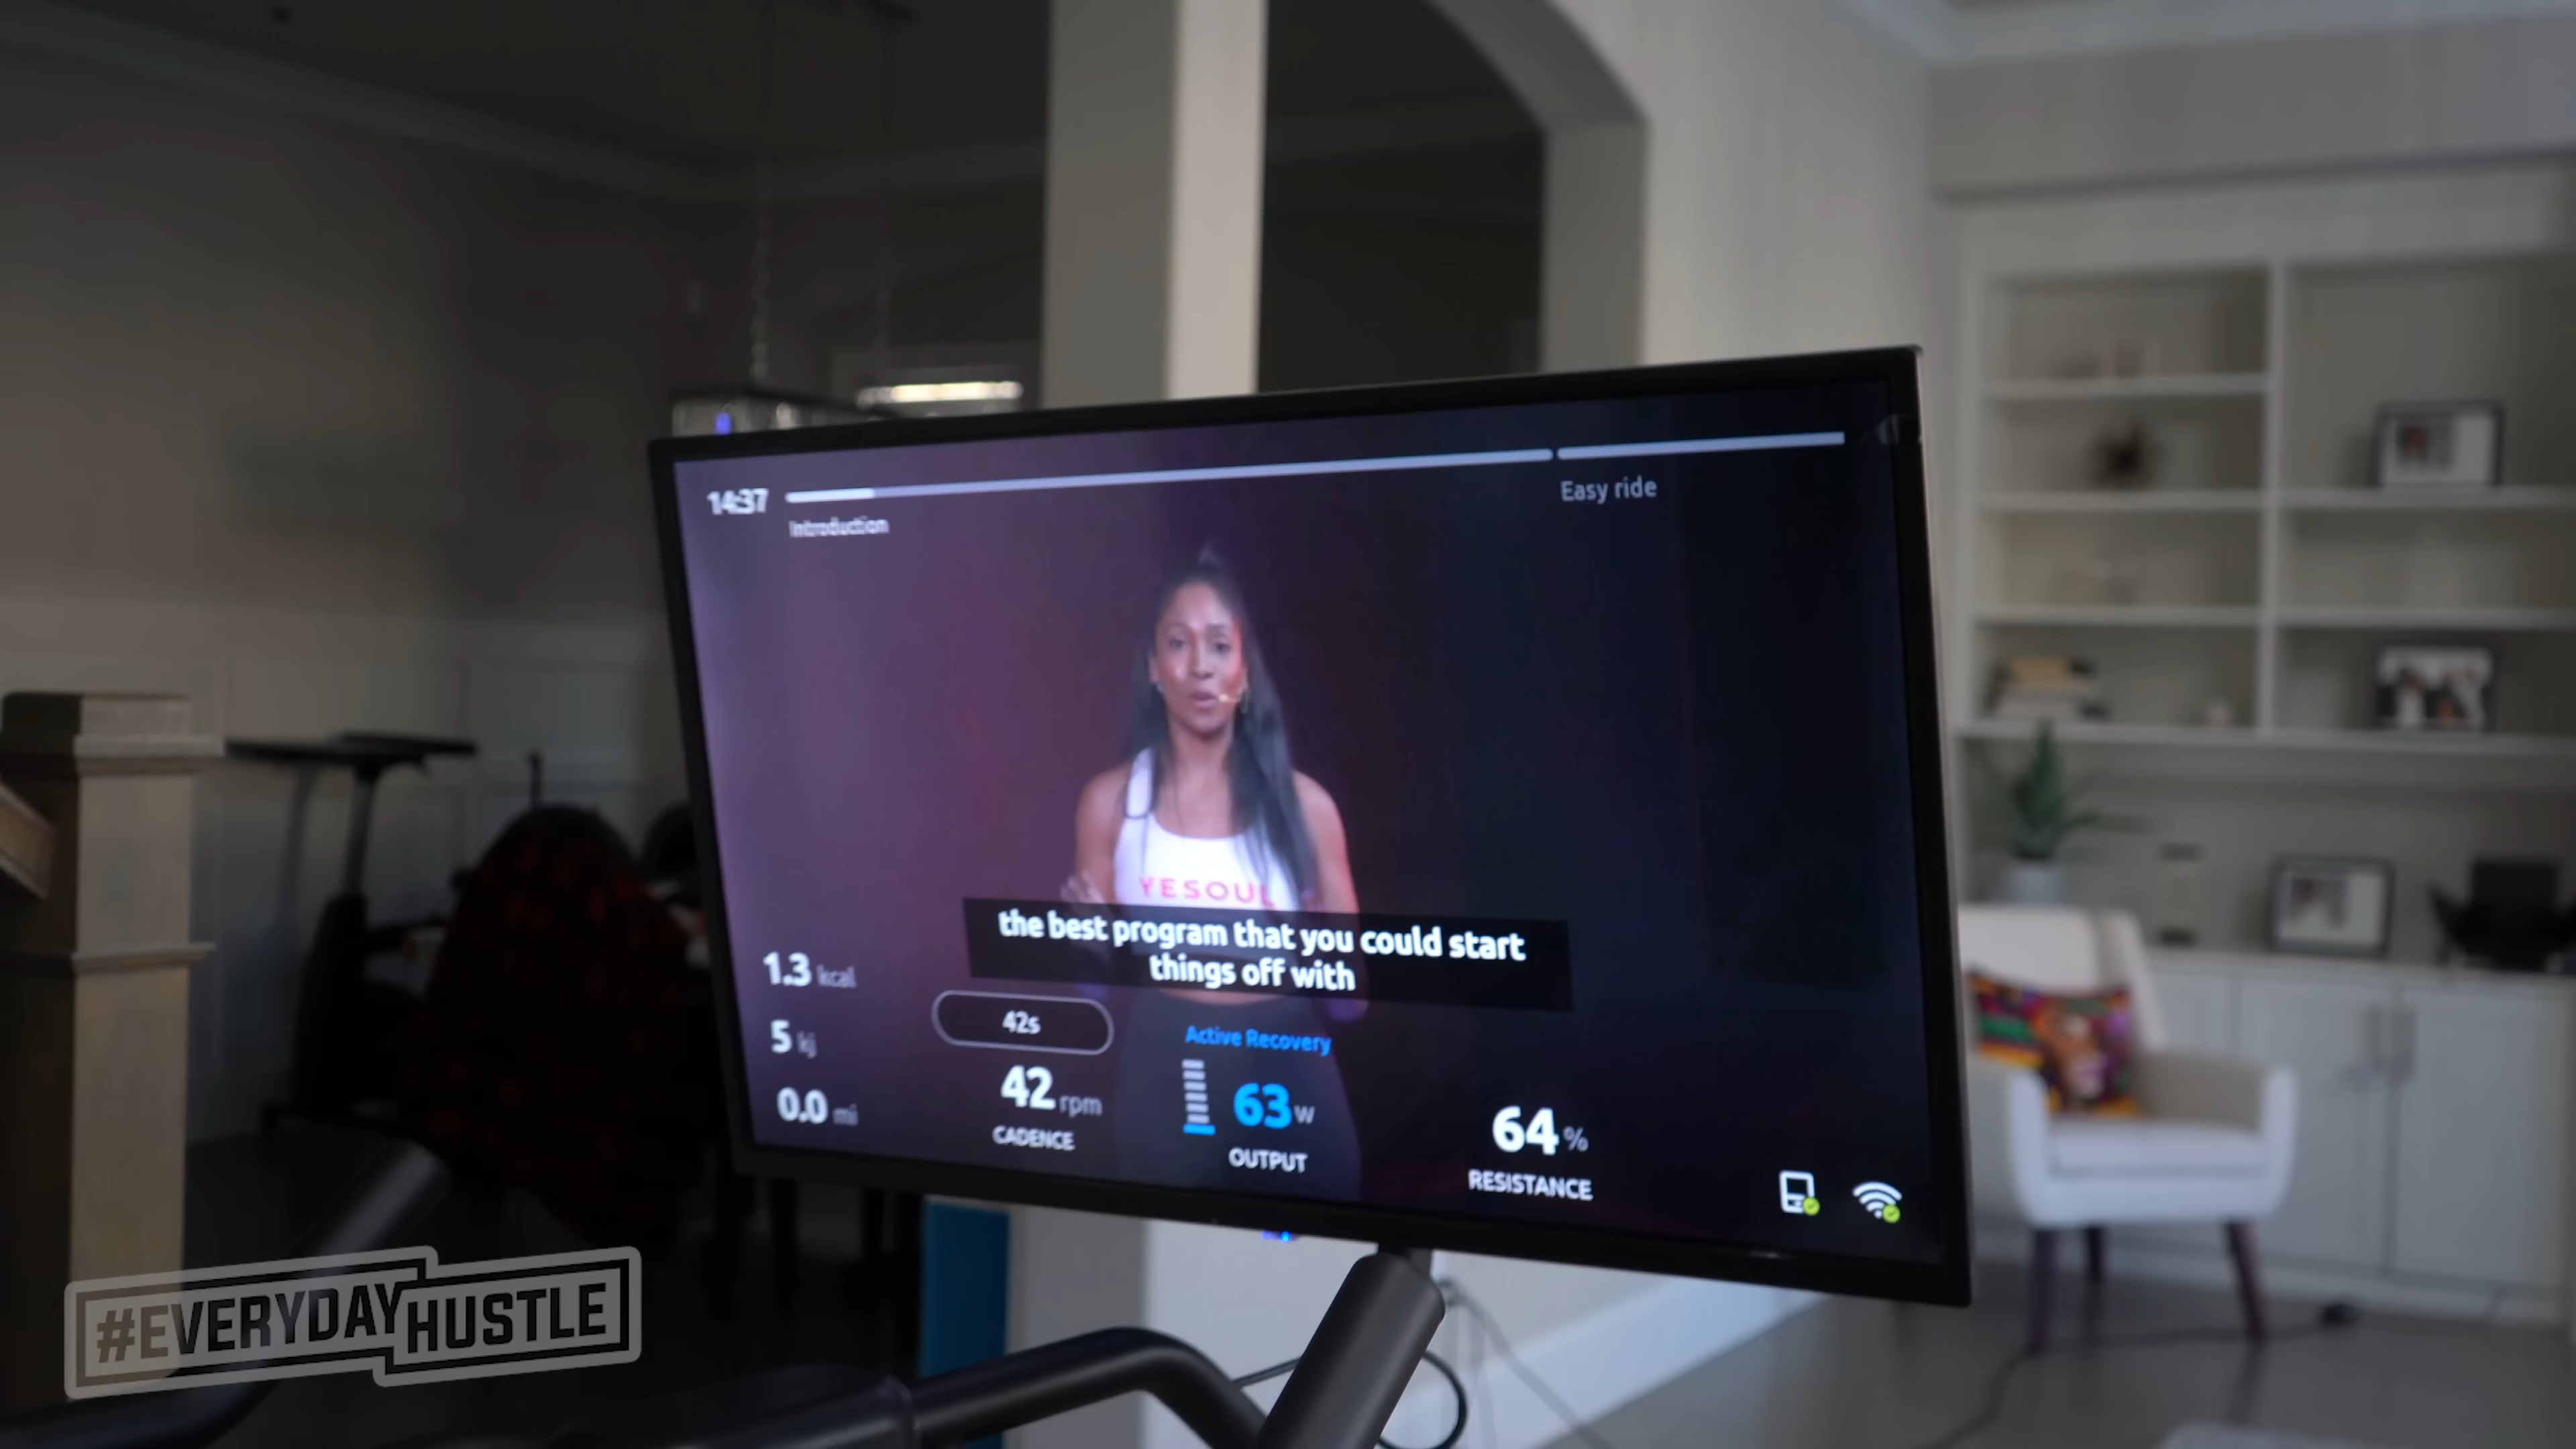 14:37
Introduction
Easy ride
YESOUL
the best program that you could start
things off with
1.3 kcal
5 kj
0.0 mi
42s
42 rpm
CADENCE
Active Recovery
63 w
OUTPUT
64 %
RESISTANCE
#EVERYDAYHUSTLE